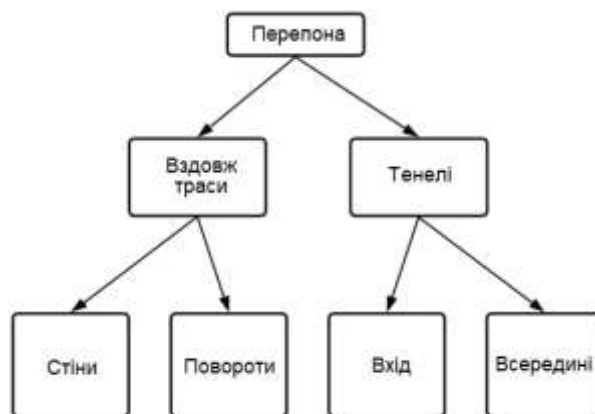 Перепона
Вздовж
траси
Тенелі
Стіни
Повороти
Вхід
Всередині